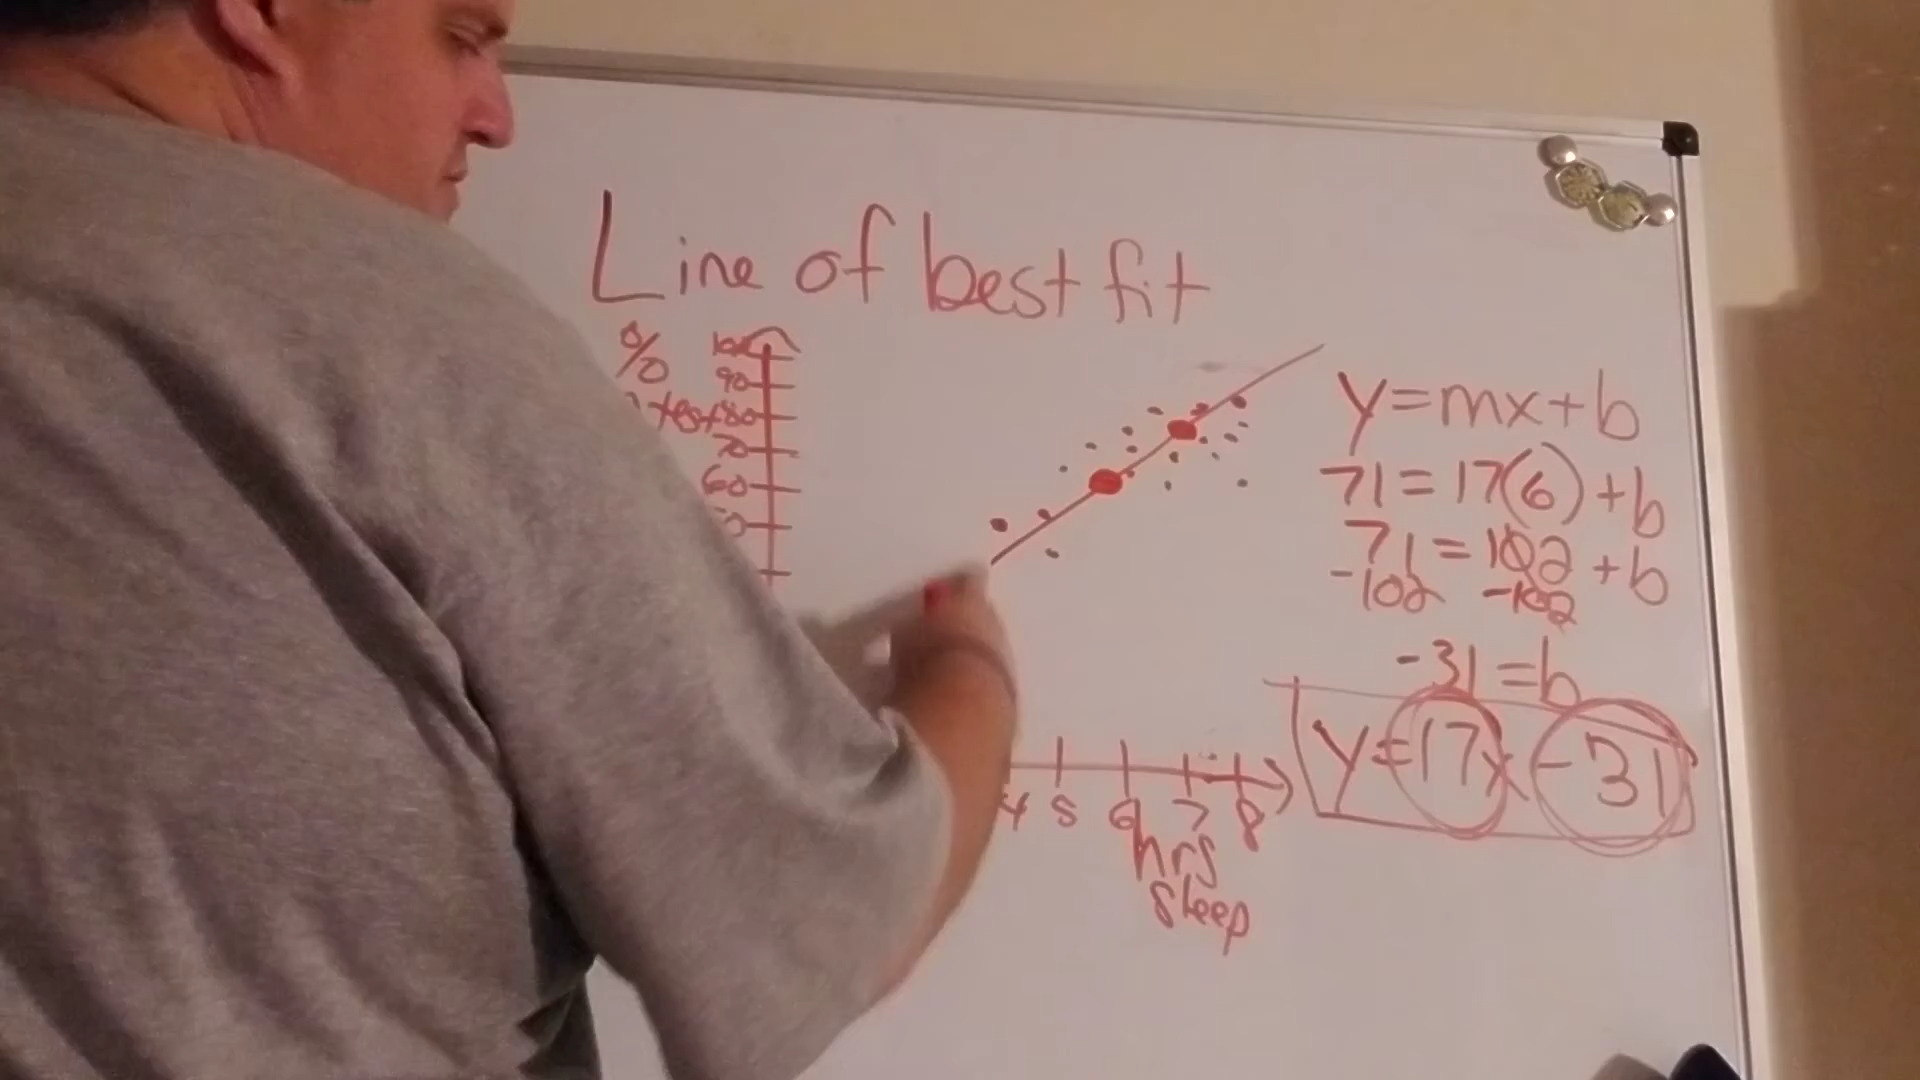 Line of best fit
%
100
90
test 80
70
60
4 5 6 7 8
hrs
sleep
y=mx+b
71=17(6)+b
71=102+b
-102 -102
-31=b
y=17x-31